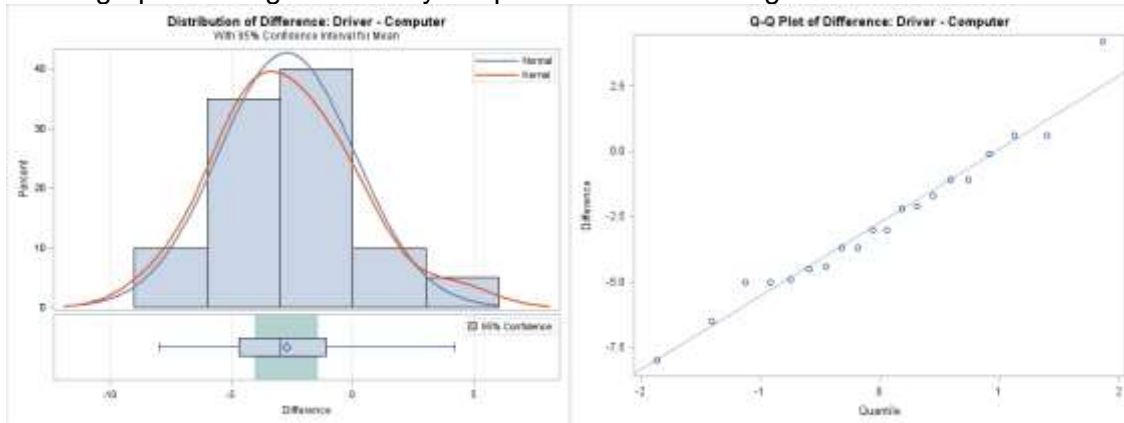 Distribution of Difference: Driver - Computer
With 95% Confidence Interval for Mean
Normal
Kernel
40
30
20
10
0
Percent
95% Confidence
-10
-5
0
5
Difference
Q-Q Plot of Difference: Driver - Computer
2.5
0.0
-2.5
-5.0
-7.5
Difference
-2
-1
0
1
2
Quantile